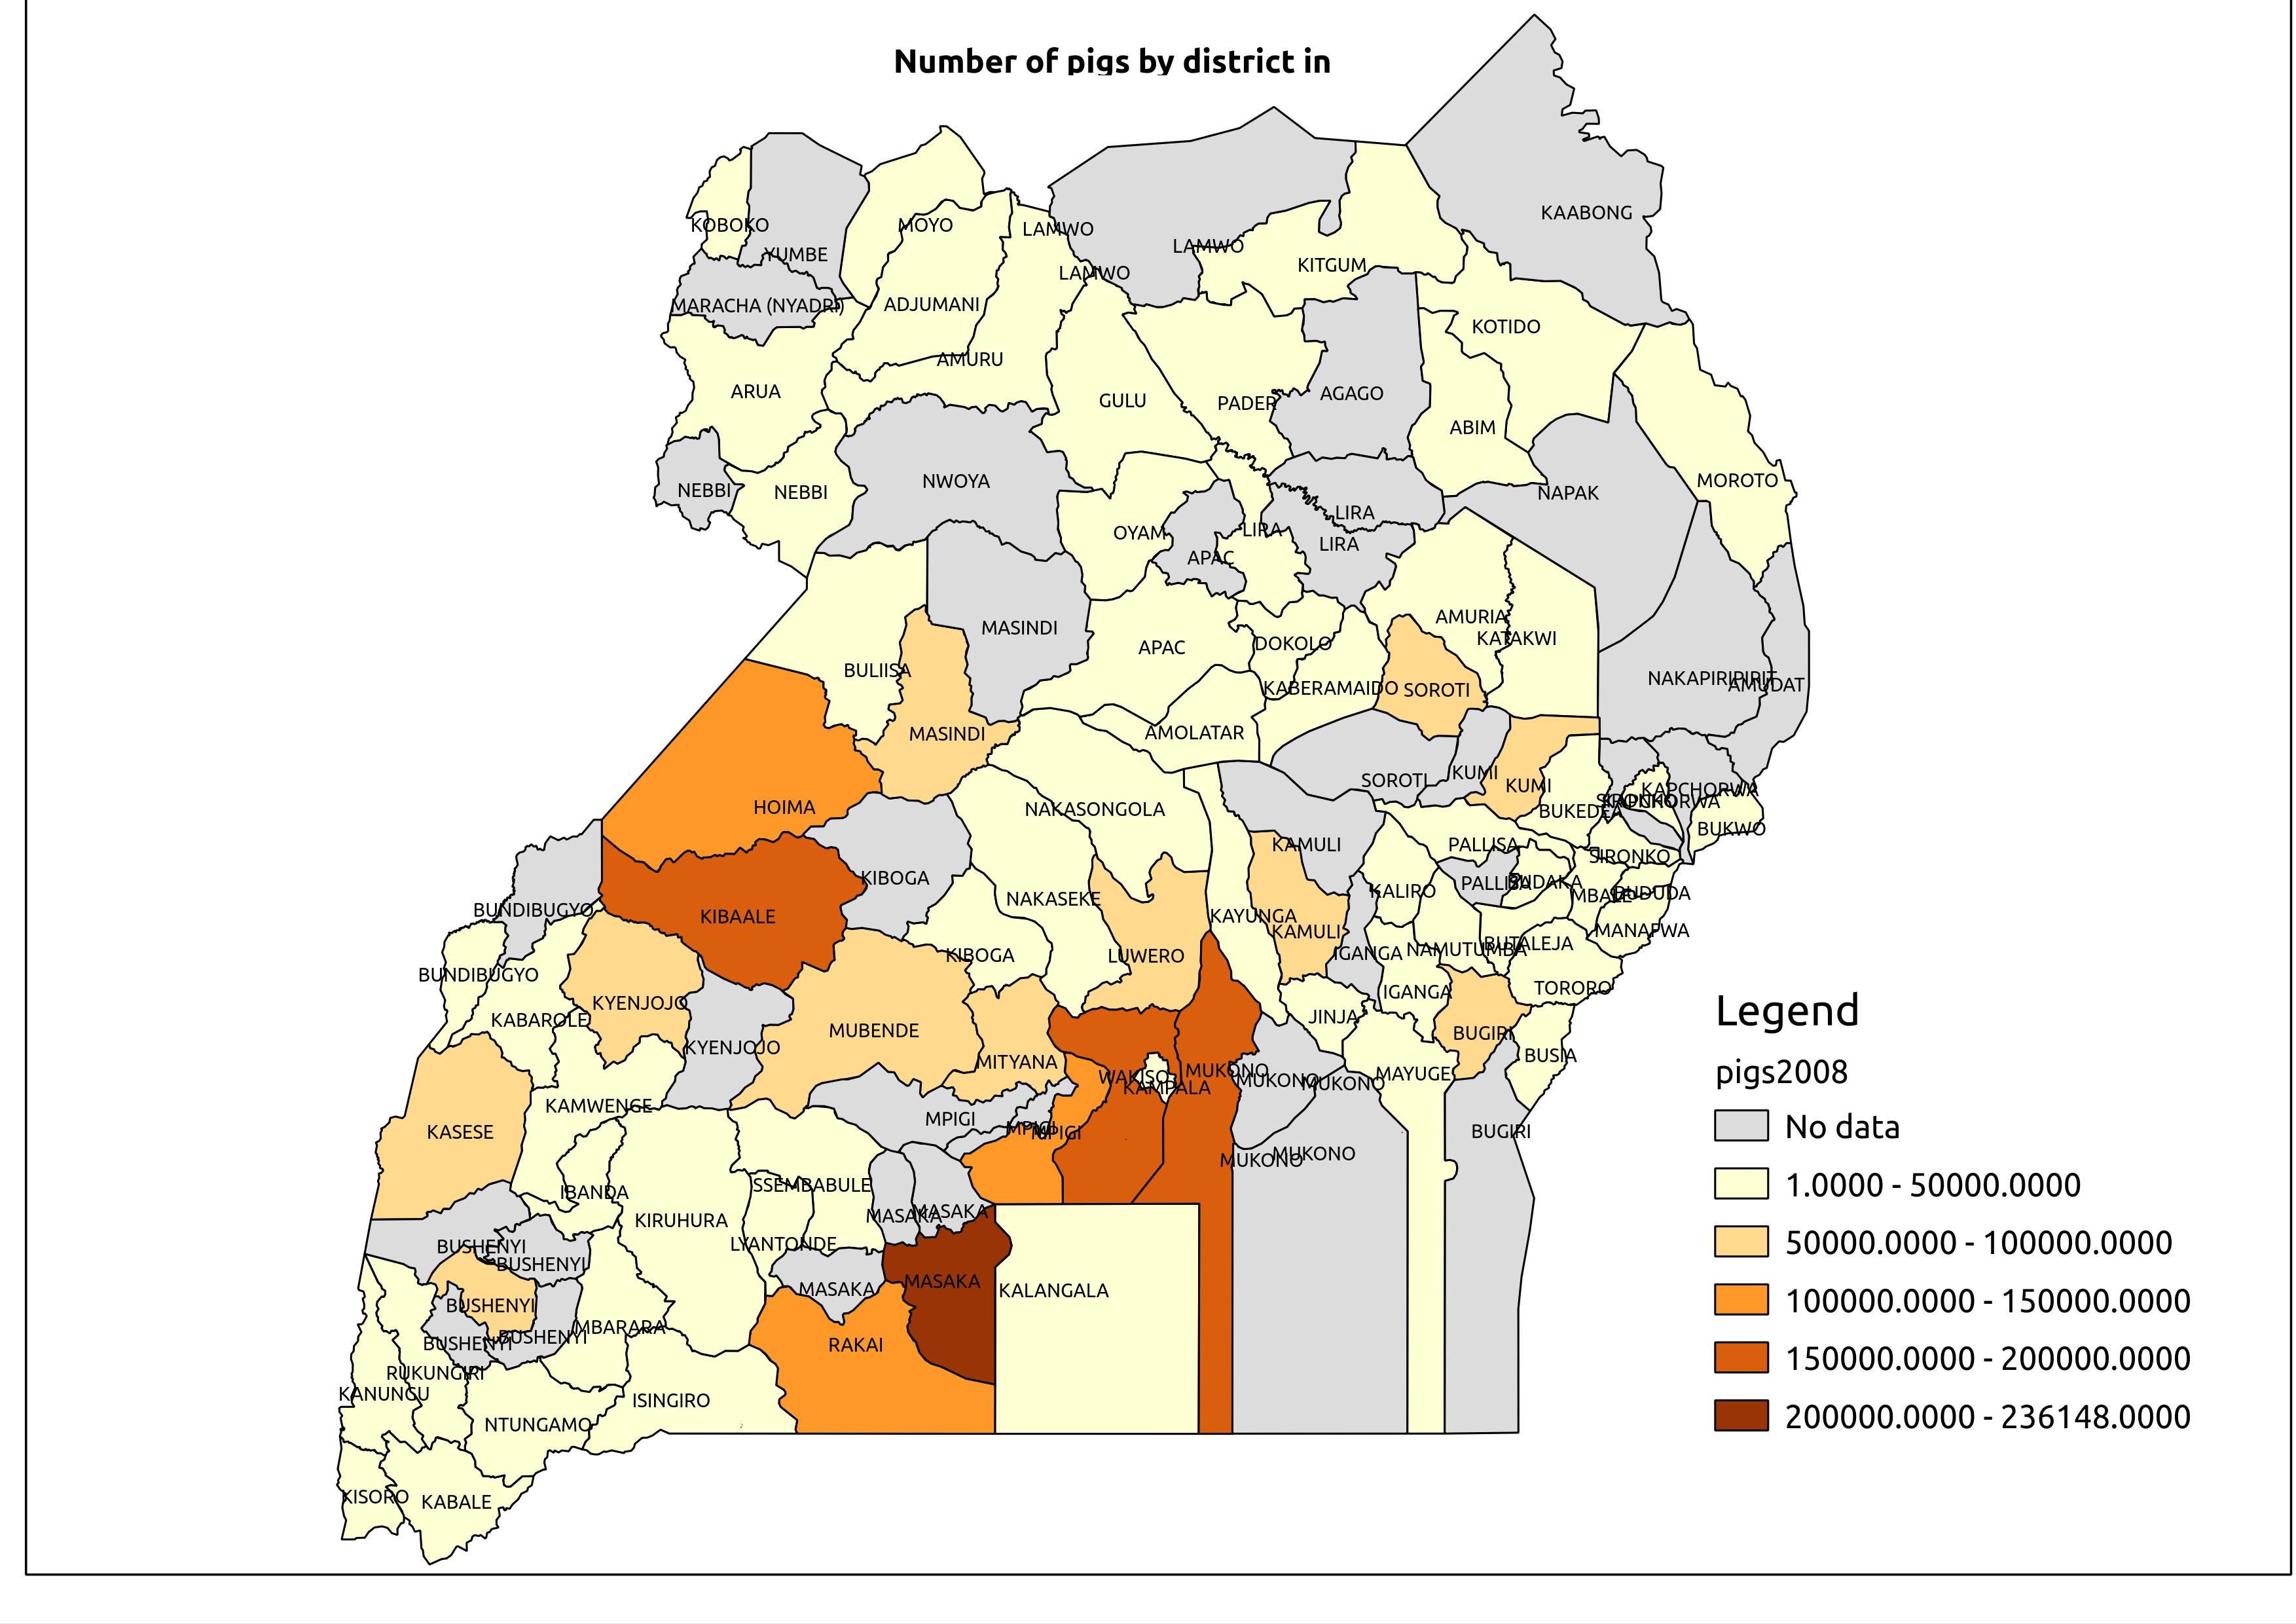 Number of pigs by district in
KAABONG
KOBOKO
YUMBE
MOYO
LAMWO
LAMWO
LAMWO
KITGUM
MARACHA (NYADRI)
ADJUMANI
KOTIDO
AMURU
ARUA
GULU
PADER
AGAGO
ABIM
NEBBI
NEBBI
NWOYA
NAPAK
MOROTO
OYAM
LIRA
LIRA
LIRA
APAC
MASINDI
APAC
DOKOLO
AMURIA
KATAKWI
BULIISA
KABERAMAIDO
SOROTI
NAKAPIRIPIRIT
AMUDAT
MASINDI
AMOLATAR
SOROTI
KUMI
KUMI
HOIMA
NAKASONGOLA
BUKEDEA
SIRONKO
KAPCHORWA
KAPCHORWA
BUKWO
KAMULI
PALLISA
SIRONKO
KIBOGA
NAKASEKE
KALIRO
PALLISA
BUDAKA
MBALE
BUDUDA
BUNDIBUGYO
KIBAALE
KAYUNGA
KAMULI
MANAFWA
KIBOGA
LUWERO
IGANGA
NAMUTUMBA
BUTALEJA
BUNDIBUGYO
KYENJOJO
IGANGA
TORORO
KABAROLE
MUBENDE
JINJA
BUGIRI
KYENJOJO
MITYANA
BUSIA
WAKISO
KAMPALA
MUKONO
MUKONO
MUKONO
MAYUGE
KAMWENGE
KASESE
MPIGI
MPIGI
MPIGI
BUGIRI
MUKONO
MUKONO
IBANDA
SSEMBABULE
KIRUHURA
MASAKA
MASAKA
LYANTONDE
BUSHENYI
BUSHENYI
MASAKA
MASAKA
KALANGALA
BUSHENYI
BUSHENYI
BUSHENYI
MBARARA
RAKAI
RUKUNGIRI
KANUNGU
ISINGIRO
NTUNGAMO
KISORO
KABALE
Legend
pigs2008
No data
1.0000 - 50000.0000
50000.0000 - 100000.0000
100000.0000 - 150000.0000
150000.0000 - 200000.0000
200000.0000 - 236148.0000